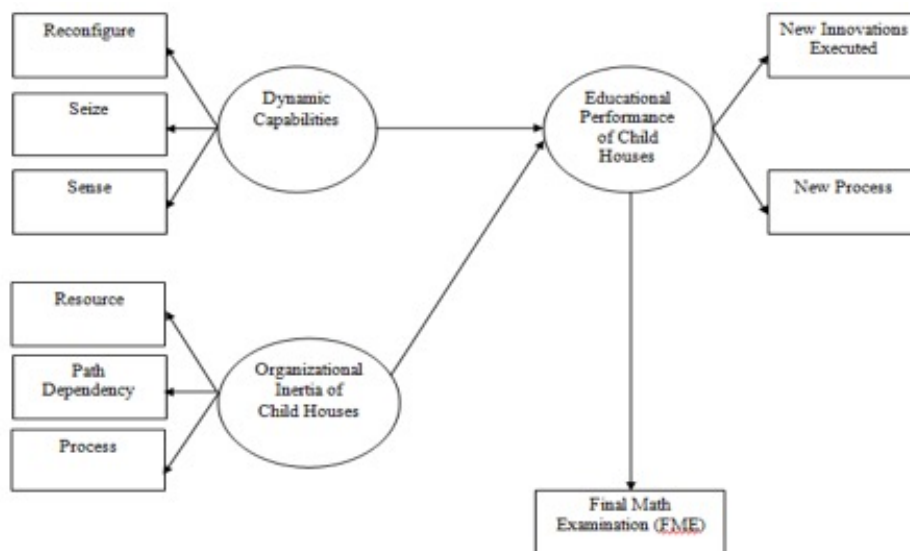 Reconfigure
Seize
Sense
Dynamic
Capabilities
Educational
Performance
of Child
Houses
New Innovations
Executed
New Process
Resource
Path
Dependency
Process
Organizational
Inertia of
Child Houses
Final Math
Examination (FME)